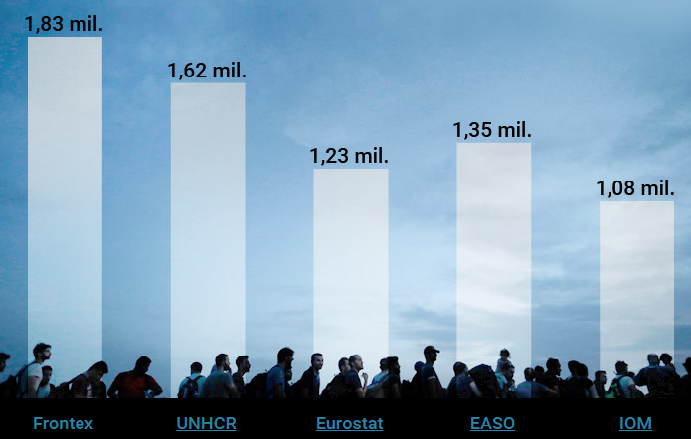 1,83 mil.
1,62 mil.
1,23 mil.
1,35 mil.
1,08 mil.
Frontex
UNHCR
Eurostat
EASO
IOM